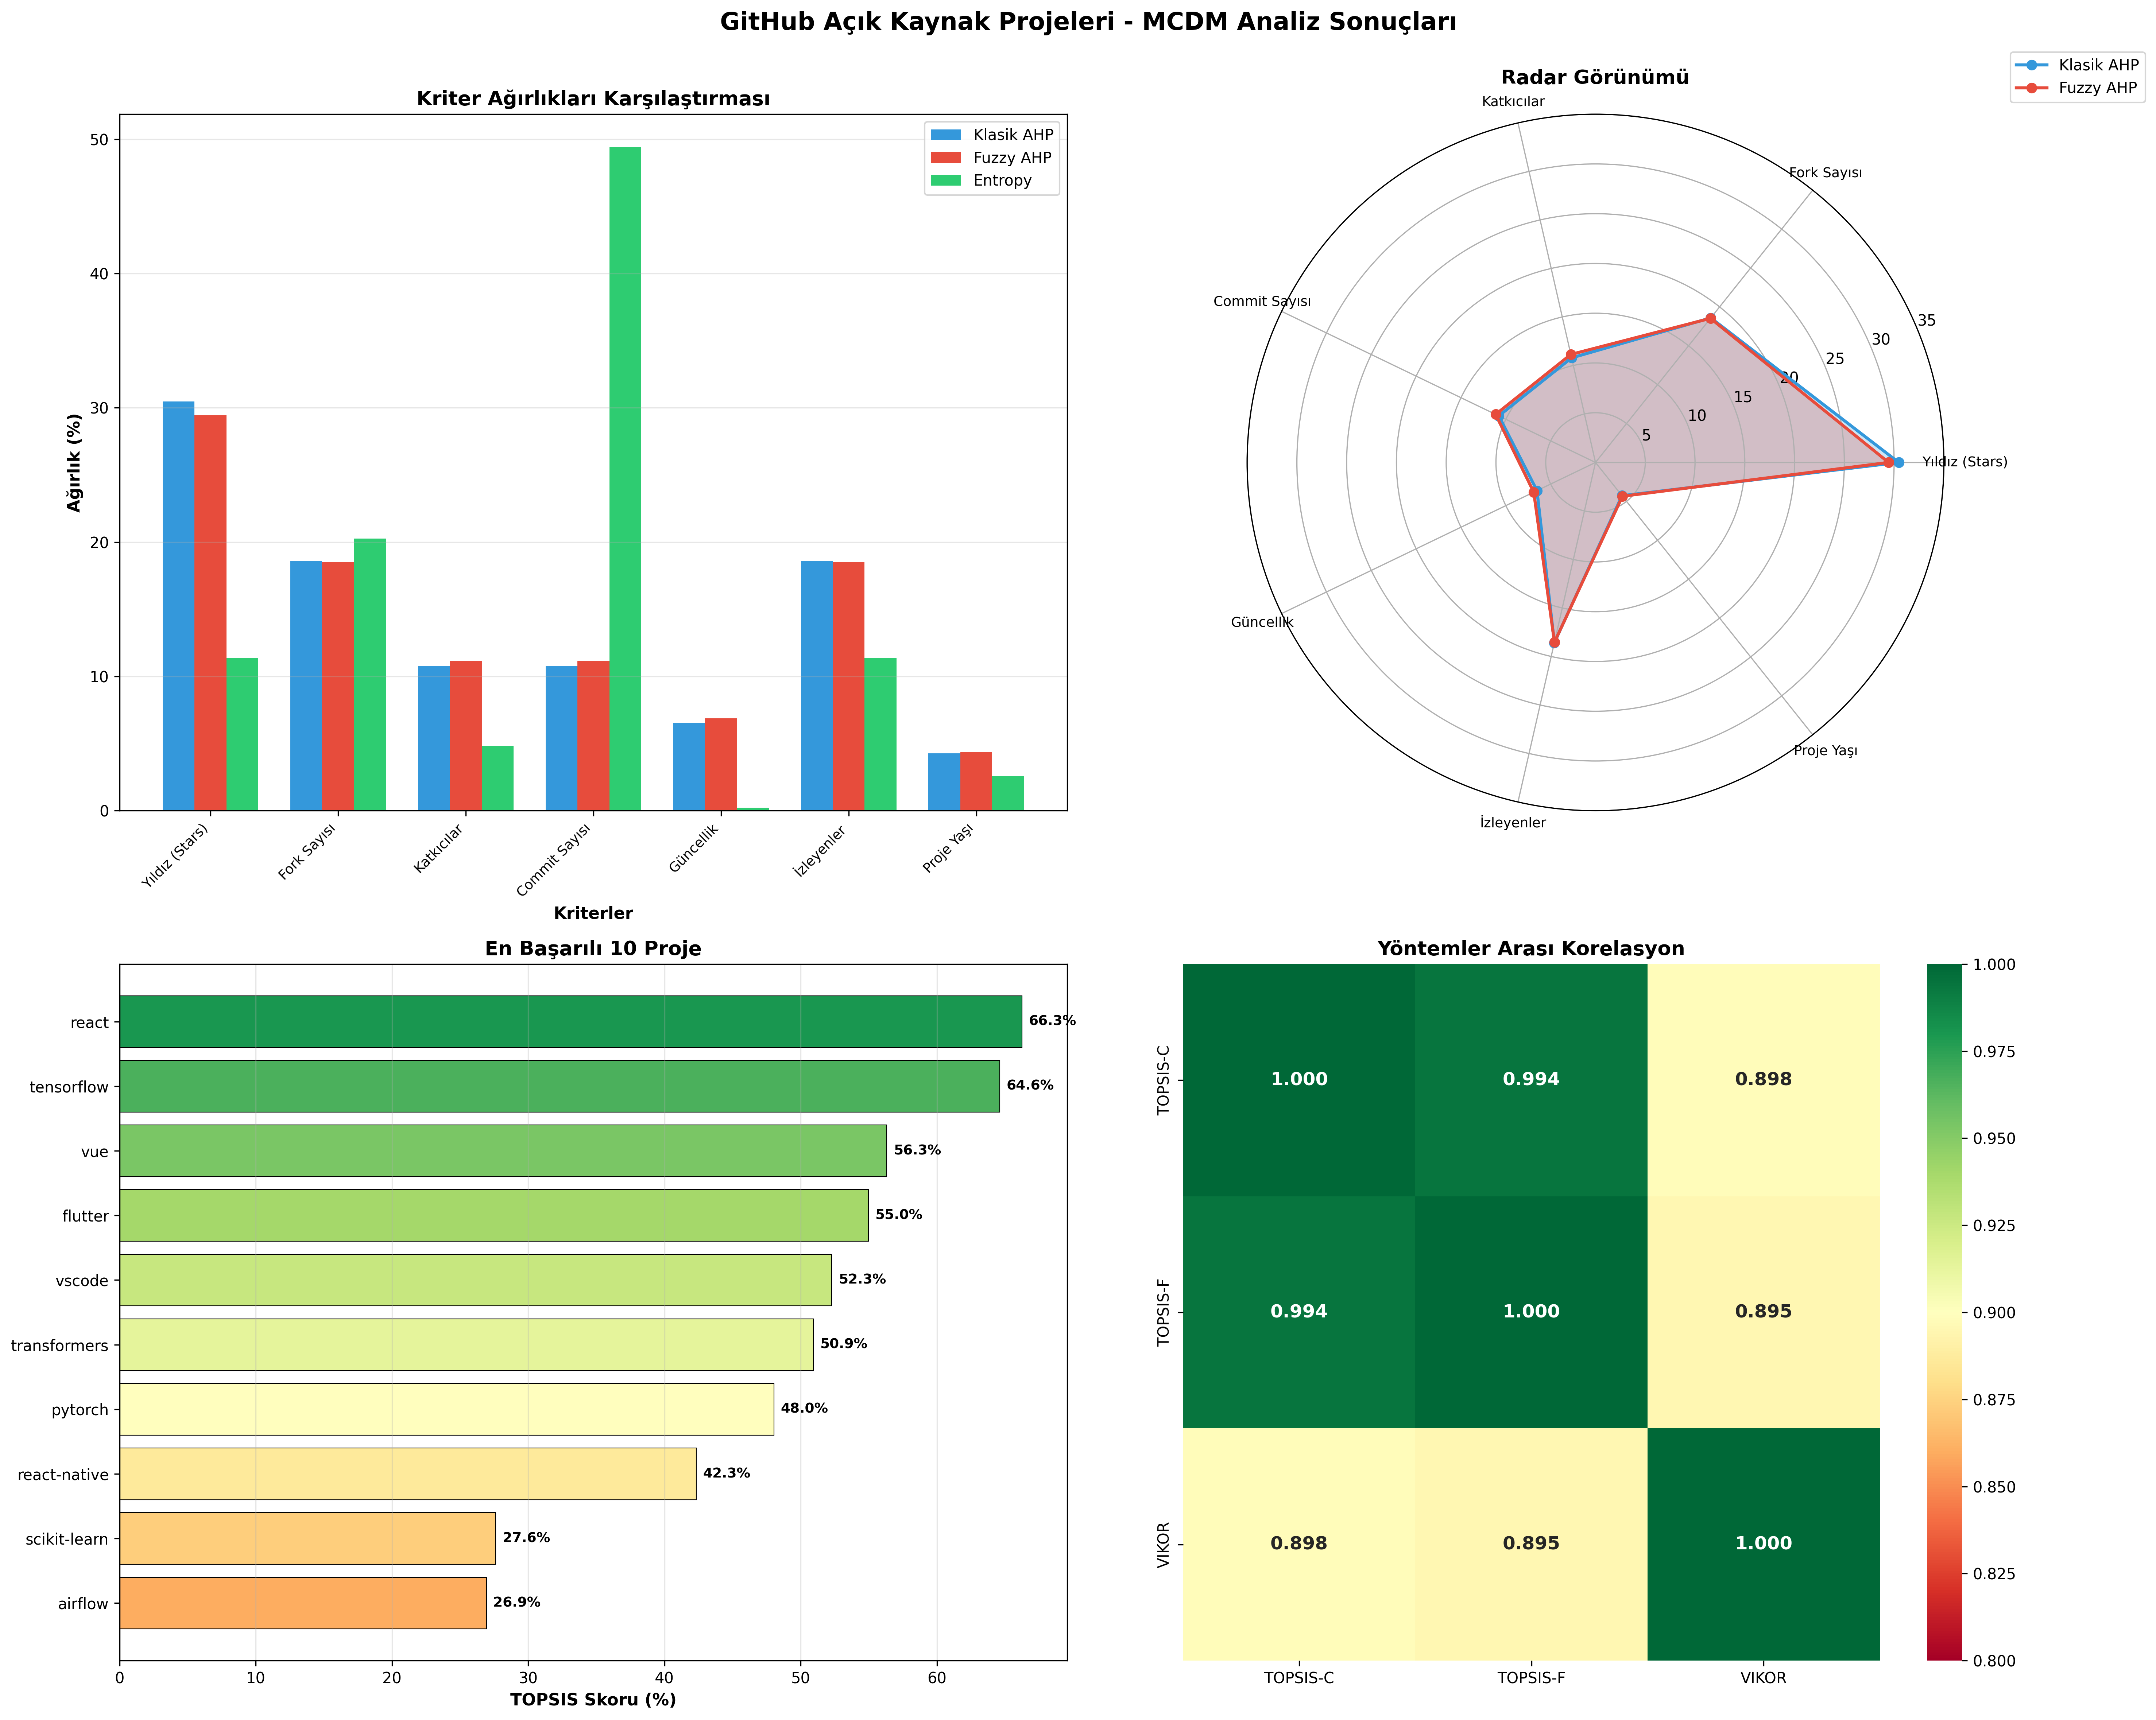 GitHub Açık Kaynak Projeleri - MCDM Analiz Sonuçları
Kriter Ağırlıkları Karşılaştırması
Klasik AHP
Fuzzy AHP
Entropy
Ağırlık (%)
50
40
30
20
10
0
Yıldız (Stars)
Fork Sayısı
Katkıcılar
Commit Sayısı
Güncellik
İzleyenler
Proje Yaşı
Kriterler
Radar Görünümü
Klasik AHP
Fuzzy AHP
Katkıcılar
Fork Sayısı
Commit Sayısı
Yıldız (Stars)
Güncellik
İzleyenler
Proje Yaşı
5
10
15
20
25
30
35
En Başarılı 10 Proje
react
66.3%
tensorflow
64.6%
vue
56.3%
flutter
55.0%
vscode
52.3%
transformers
50.9%
pytorch
48.0%
react-native
42.3%
scikit-learn
27.6%
airflow
26.9%
0 10 20 30 40 50 60
TOPSIS Skoru (%)
Yöntemler Arası Korelasyon
TOPSIS-C
1.000 0.994 0.898
TOPSIS-F
0.994 1.000 0.895
VIKOR
0.898 0.895 1.000
TOPSIS-C TOPSIS-F VIKOR
1.000
0.975
0.950
0.925
0.900
0.875
0.850
0.825
0.800